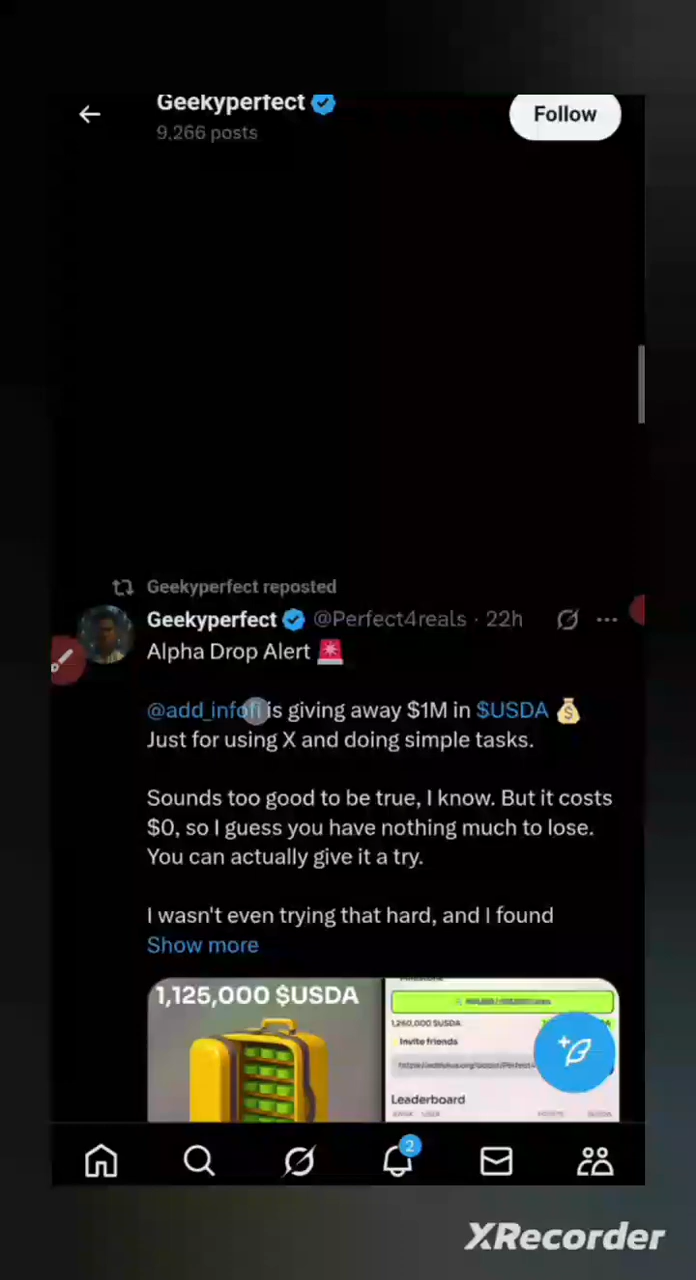 Geekyperfect
9,266 posts
Follow
Geekyperfect reposted
Geekyperfect @Perfect4reals · 22h
Alpha Drop Alert 🚨
@add_infofi is giving away $1M in $USDA 💰
Just for using X and doing simple tasks.
Sounds too good to be true, I know. But it costs
$0, so I guess you have nothing much to lose.
You can actually give it a try.
I wasn't even trying that hard, and I found
Show more
1,125,000 $USDA
1,260,000 $USDA
Invite friends
Leaderboard
2
XRecorder